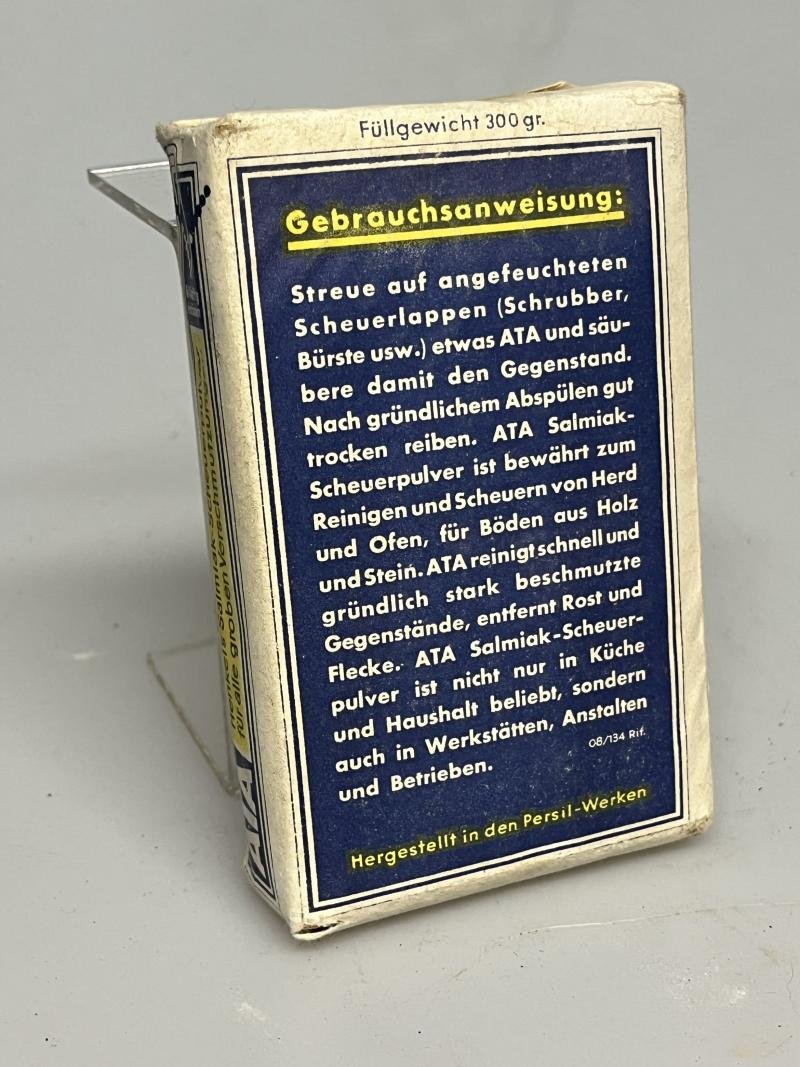 Füllgewicht 300 gr.
Gebrauchsanweisung:
Streue auf angefeuchteten
Scheuerlappen (Schrubber,
Bürste usw.) etwas ATA und säu-
bere damit den Gegenstand.
Nach gründlichem Abspülen gut
trocken reiben. ATA Salmiak-
Scheuerpulver ist bewährt zum
Reinigen und Scheuern von Herd
und Ofen, für Böden aus Holz
und Stein. ATA reinigt schnell und
gründlich stark beschmutzte
Gegenstände, entfernt Rost und
Flecke. ATA Salmiak-Scheuer-
pulver ist nicht nur in Küche
und Haushalt beliebt, sondern
auch in Werkstätten, Anstalten
und Betrieben.
08/134 Rif.
Hergestellt in den Persil-Werken
ATA
für alle groben Verschmutzungen